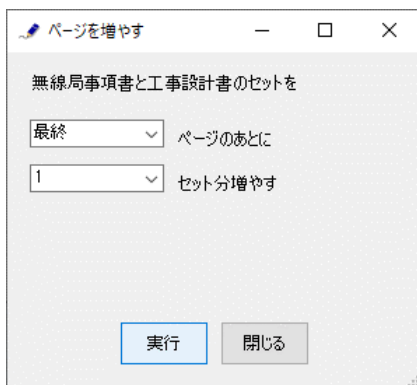 ページを増やす
無線局事項書と工事設計書のセットを
最終 ページのあとに
1 セット分増やす
実行 閉じる